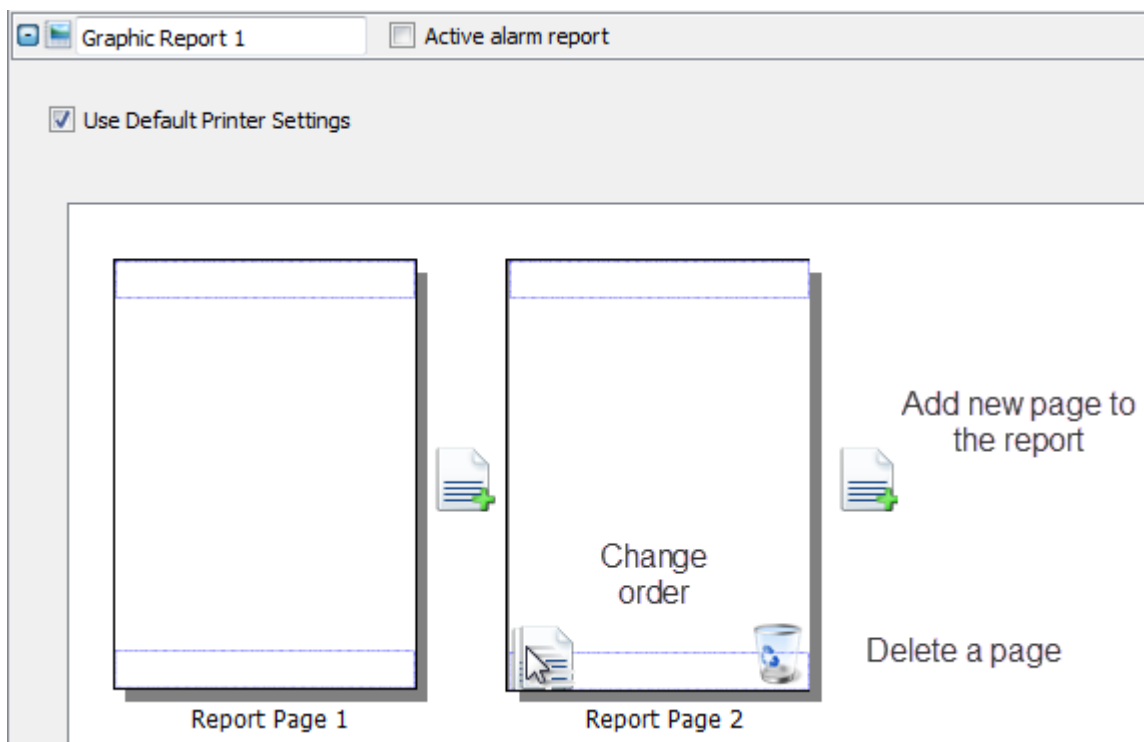 Graphic Report 1
Active alarm report
Use Default Printer Settings
Add new page to
the report
Change
order
Delete a page
Report Page 1
Report Page 2